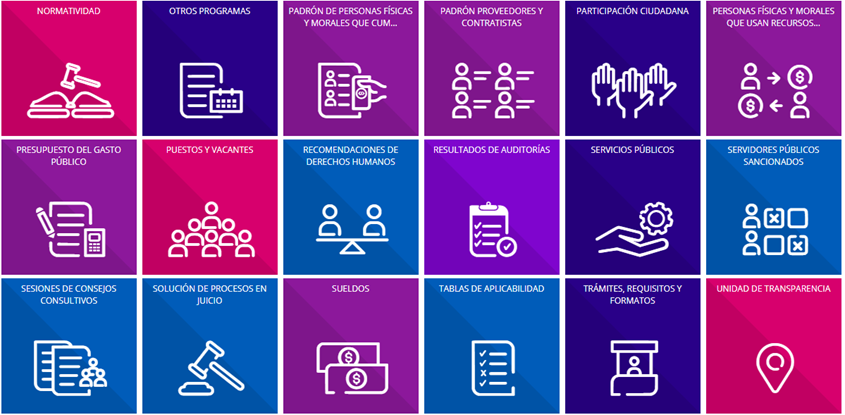 NORMATIVIDAD
OTROS PROGRAMAS
PADRÓN DE PERSONAS FÍSICAS
Y MORALES QUE CUM...
PADRÓN PROVEEDORES Y
CONTRATISTAS
PARTICIPACIÓN CIUDADANA
PERSONAS FÍSICAS Y MORALES
QUE USAN RECURSOS...
PRESUPUESTO DEL GASTO
PÚBLICO
PUESTOS Y VACANTES
RECOMENDACIONES DE
DERECHOS HUMANOS
RESULTADOS DE AUDITORÍAS
SERVICIOS PÚBLICOS
SERVIDORES PÚBLICOS
SANCIONADOS
SESIONES DE CONSEJOS
CONSULTIVOS
SOLUCIÓN DE PROCESOS EN
JUICIO
SUELDOS
TABLAS DE APLICABILIDAD
TRÁMITES, REQUISITOS Y
FORMATOS
UNIDAD DE TRANSPARENCIA